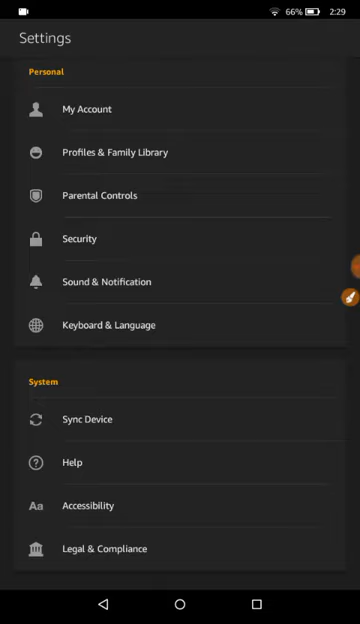 66% 2:29
Settings
Personal
My Account
Profiles & Family Library
Parental Controls
Security
Sound & Notification
Keyboard & Language
System
Sync Device
Help
Aa Accessibility
Legal & Compliance